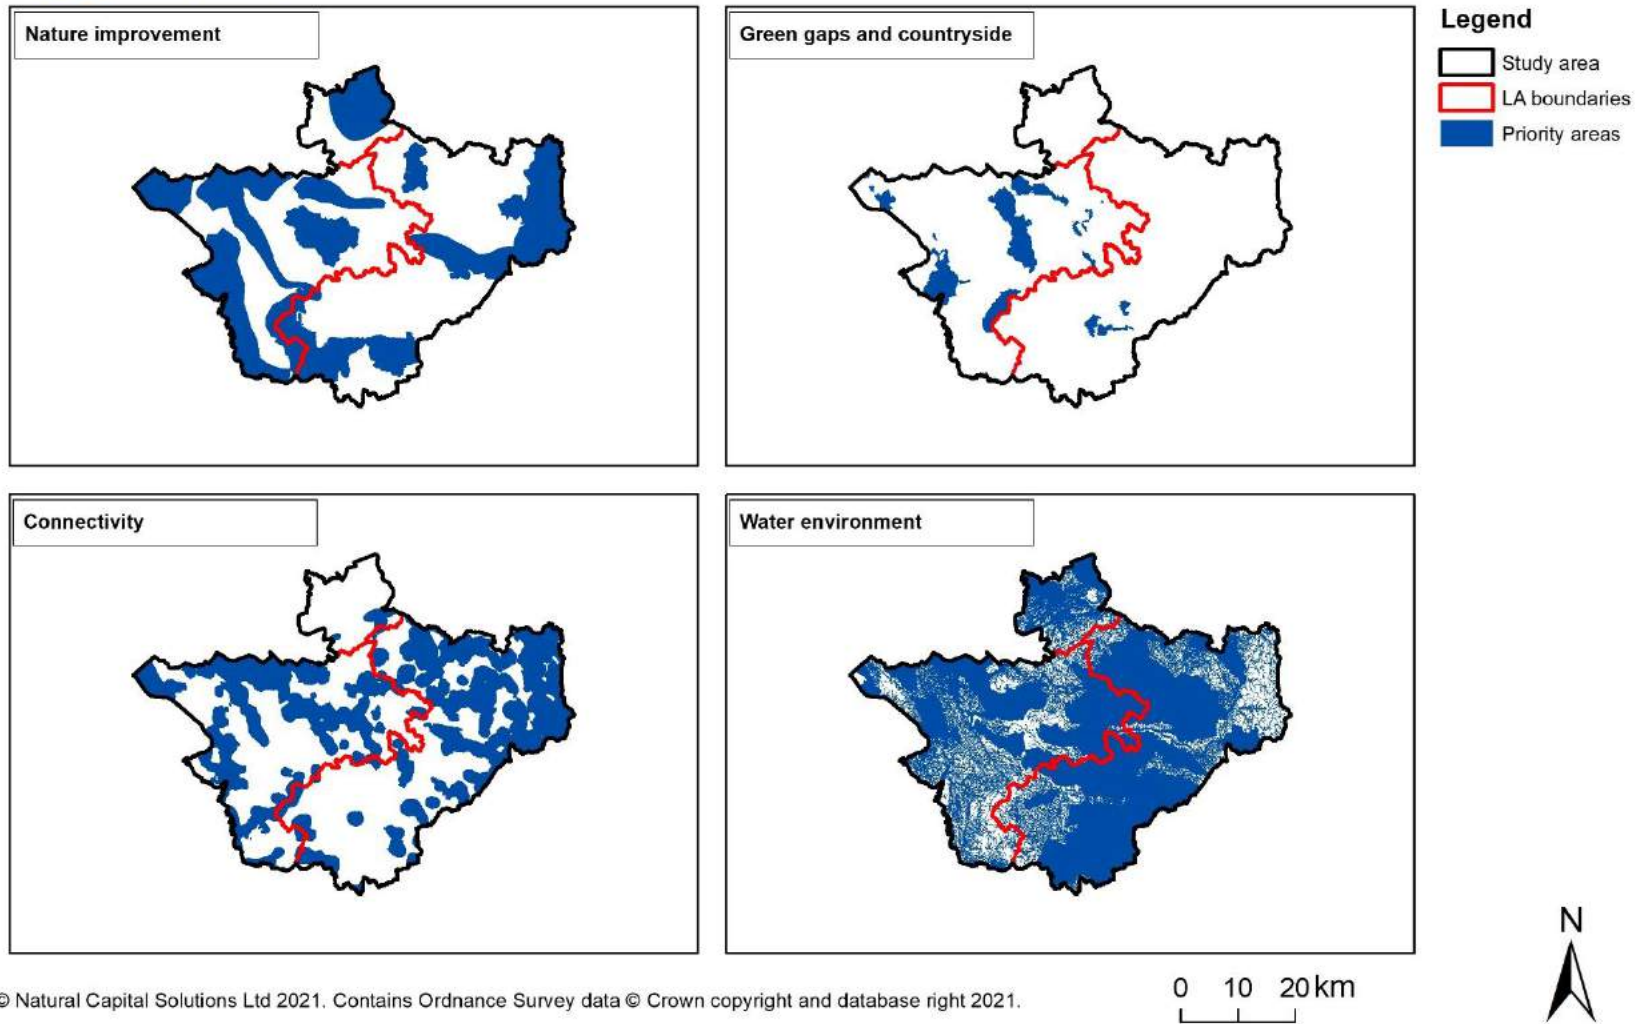 Nature improvement
Green gaps and countryside
Legend
Study area
LA boundaries
Priority areas
Connectivity
Water environment
N
0 10 20 km
© Natural Capital Solutions Ltd 2021. Contains Ordnance Survey data © Crown copyright and database right 2021.